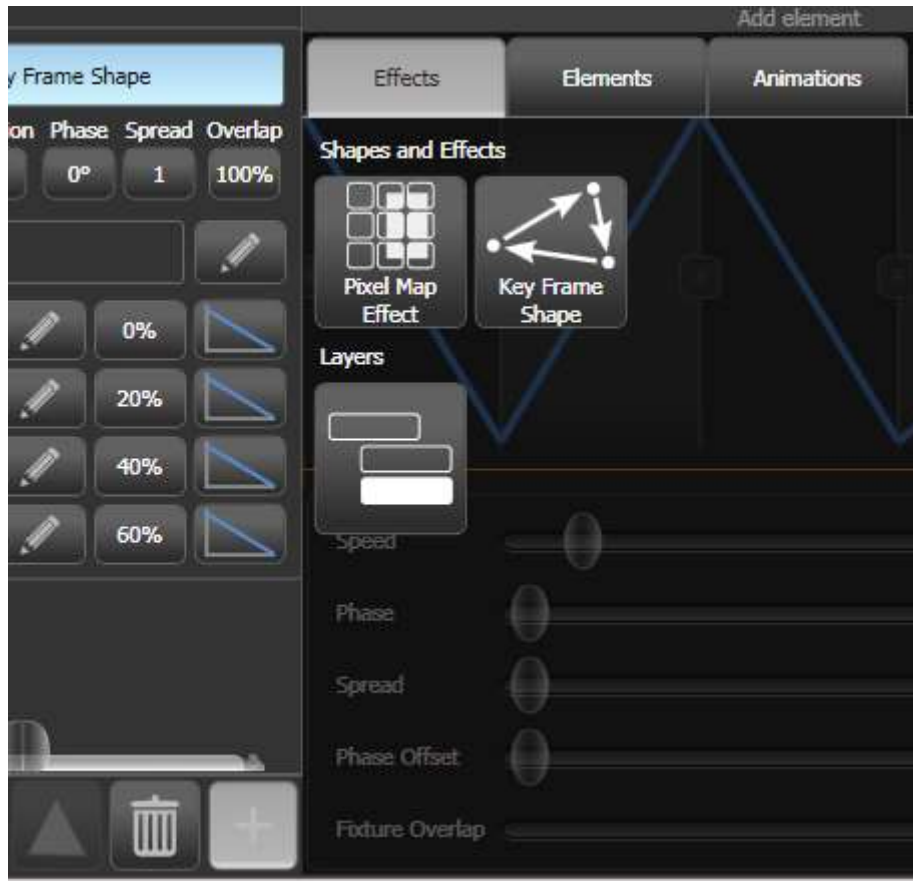 Add element
y Frame Shape
Effects
Elements
Animations
on Phase Spread Overlap
0° 1 100%
Shapes and Effects
Pixel Map
Effect
Key Frame
Shape
0%
Layers
20%
40%
60%
Speed
Phase
Spread
Phase Offset
Fixture Overlap